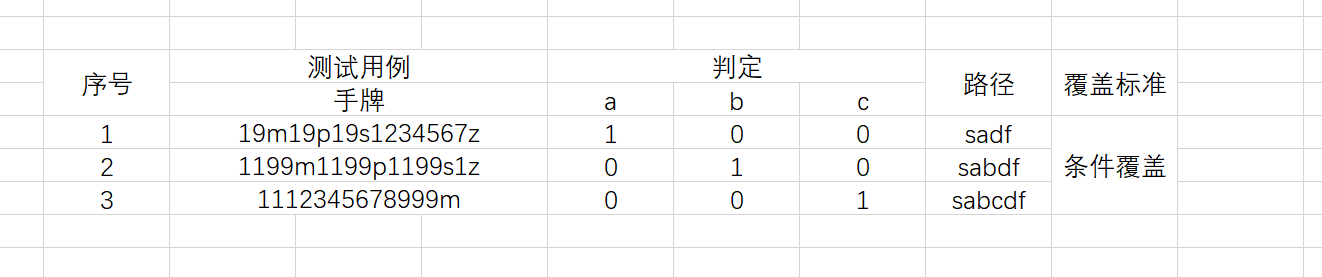 序号 测试用例 判定 路径 覆盖标准
手牌 a b c
1 19m19p19s1234567z 1 0 0 sadf 条件覆盖
2 1199m1199p1199s1z 0 1 0 sabdf
3 1112345678999m 0 0 1 sabcdf